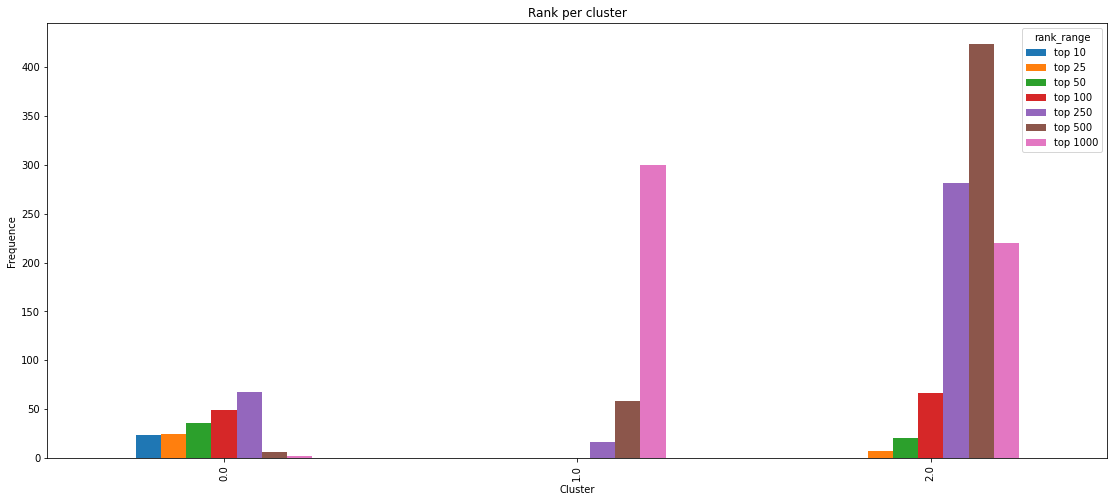 Rank per cluster
rank_range
top 10
top 25
top 50
top 100
top 250
top 500
top 1000
Frequence
400
350
300
250
200
150
100
50
0
0.0
1.0
2.0
Cluster